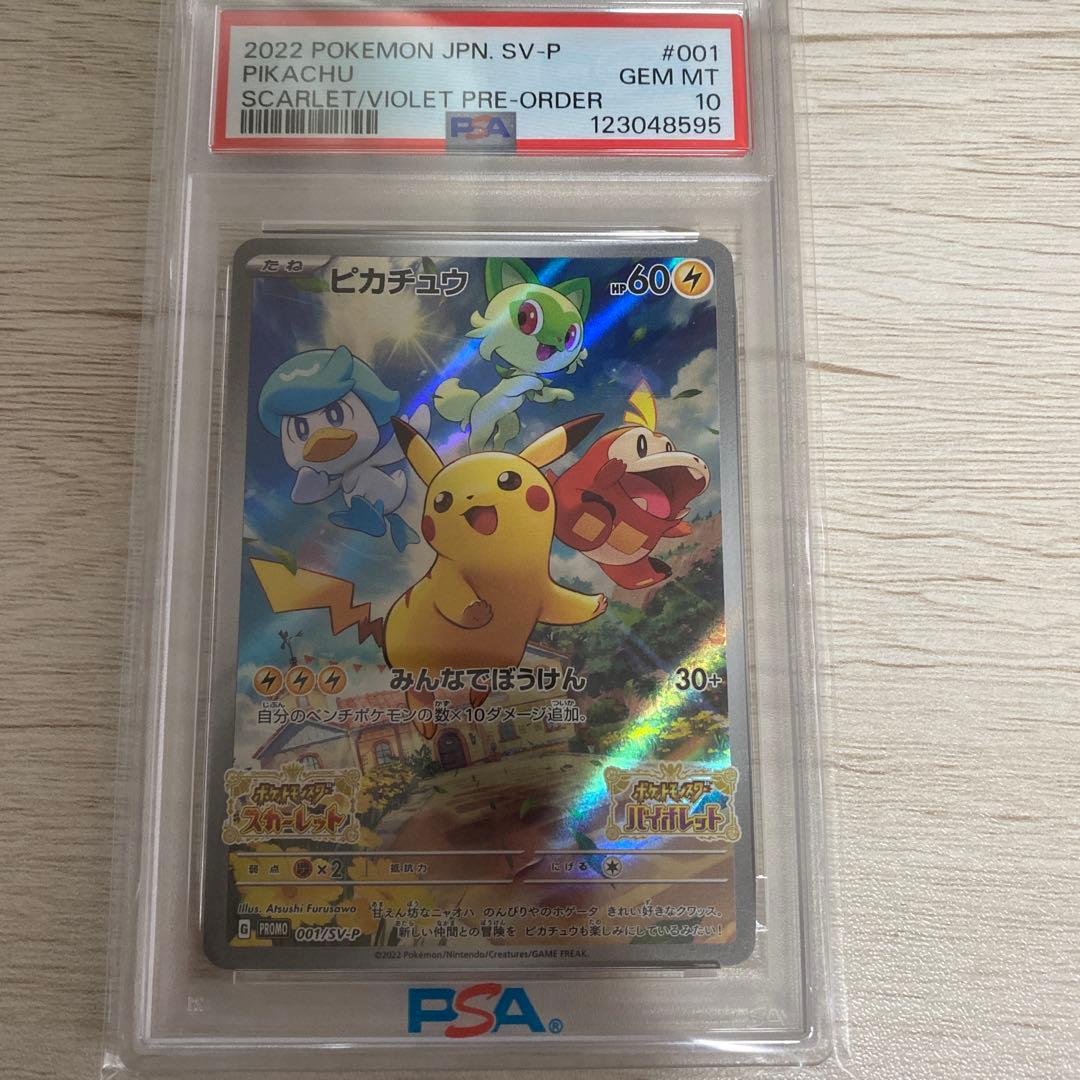 2022 POKEMON JPN. SV-P #001
PIKACHU GEM MT
SCARLET/VIOLET PRE-ORDER 10
PSA 123048595
たね ピカチュウ HP60
みんなでぼうけん 30+
自分のベンチポケモンの数×10ダメージ追加。
ポケットモンスター スカーレット
ポケットモンスター バイオレット
弱点 ×2 抵抗力 にげる
Illus. Atsushi Furusawa
甘えん坊なニャオハ のんびりやのホゲータ きれい好きなクワッス。
新しい仲間との冒険を ピカチュウも楽しみにしているみたい!
G PROMO 001/SV-P
©2022 Pokémon/Nintendo/Creatures/GAME FREAK.
PSA®